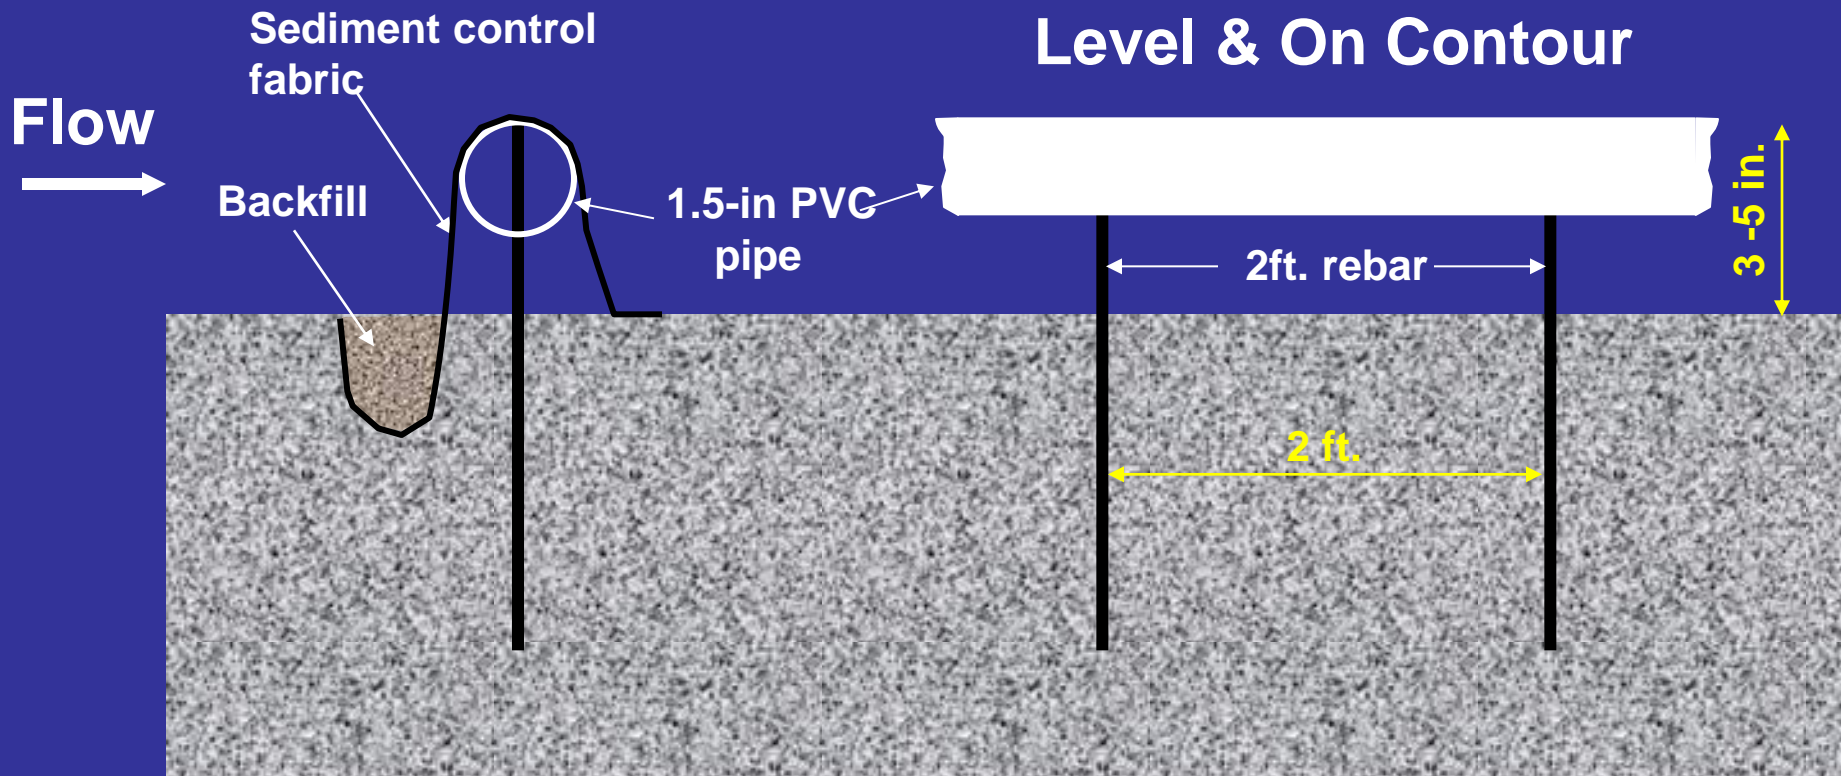 Sediment control
fabric
Level & On Contour
Flow
Backfill
1.5-in PVC
pipe
2ft. rebar
3 -5 in.
2 ft.